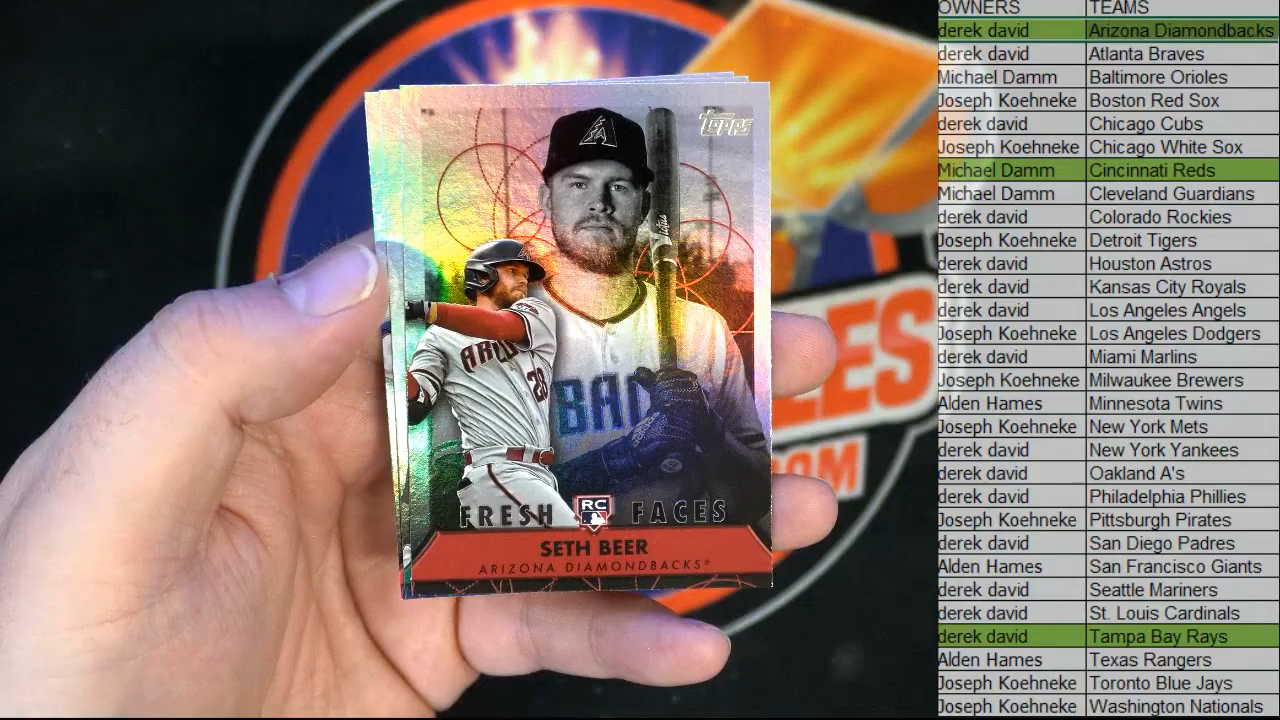 Topps
A
ARIZO
28
BAN
FRESH RC FACES
SETH BEER
ARIZONA DIAMONDBACKS®
LES
OM
OWNERS TEAMS
derek david Arizona Diamondbacks
derek david Atlanta Braves
Michael Damm Baltimore Orioles
Joseph Koehneke Boston Red Sox
derek david Chicago Cubs
Joseph Koehneke Chicago White Sox
Michael Damm Cincinnati Reds
Michael Damm Cleveland Guardians
derek david Colorado Rockies
Joseph Koehneke Detroit Tigers
derek david Houston Astros
derek david Kansas City Royals
derek david Los Angeles Angels
Joseph Koehneke Los Angeles Dodgers
derek david Miami Marlins
Joseph Koehneke Milwaukee Brewers
Alden Hames Minnesota Twins
Joseph Koehneke New York Mets
derek david New York Yankees
derek david Oakland A's
derek david Philadelphia Phillies
Joseph Koehneke Pittsburgh Pirates
derek david San Diego Padres
Alden Hames San Francisco Giants
derek david Seattle Mariners
derek david St. Louis Cardinals
derek david Tampa Bay Rays
Alden Hames Texas Rangers
Joseph Koehneke Toronto Blue Jays
Joseph Koehneke Washington Nationals